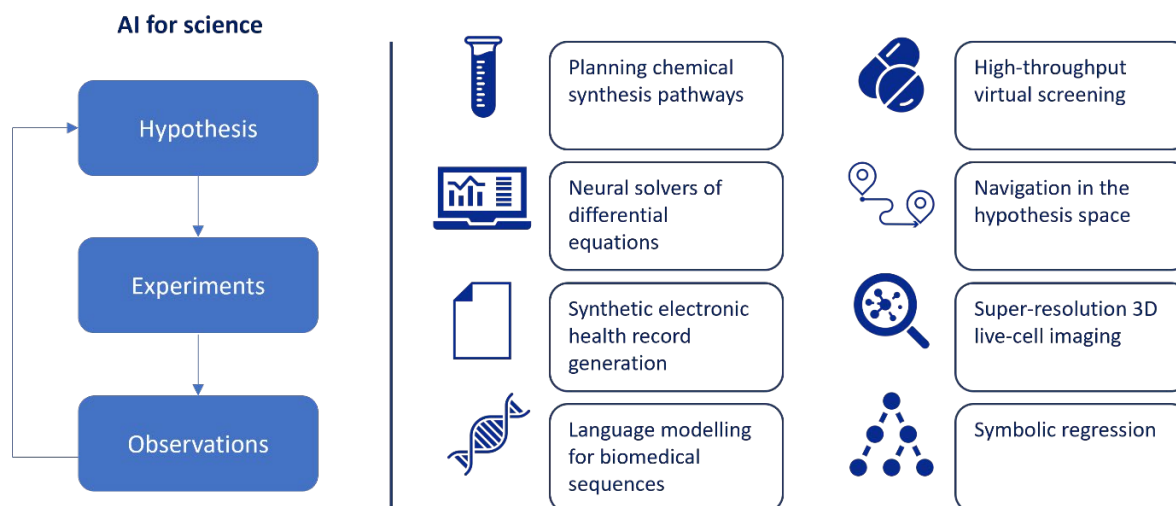 AI for science
Hypothesis
Experiments
Observations
Planning chemical
synthesis pathways
High-throughput
virtual screening
Neural solvers of
differential
equations
Navigation in the
hypothesis space
Synthetic electronic
health record
generation
Super-resolution 3D
live-cell imaging
Language modelling
for biomedical
sequences
Symbolic regression